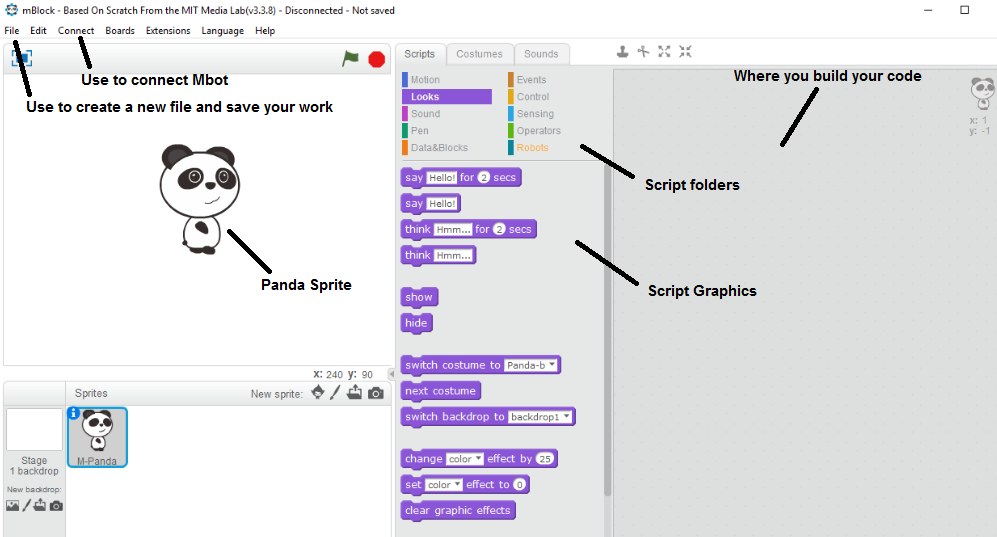 mBlock - Based On Scratch From the MIT Media Lab(v3.3.8) - Disconnected - Not saved
File Edit Connect Boards Extensions Language Help
Use to connect Mbot
Use to create a new file and save your work
Panda Sprite
x: 240 y: 90
Sprites New sprite:
Stage
1 backdrop
New backdrop:
M-Panda
Scripts Costumes Sounds
Motion Events
Looks Control
Sound Sensing
Pen Operators
Data&Blocks Robots
say Hello! for 2 secs
say Hello!
think Hmm... for 2 secs
think Hmm...
show
hide
switch costume to Panda-b
next costume
switch backdrop to backdrop1
change color effect by 25
set color effect to 0
clear graphic effects
Where you build your code
x: 1
y: -1
Script folders
Script Graphics